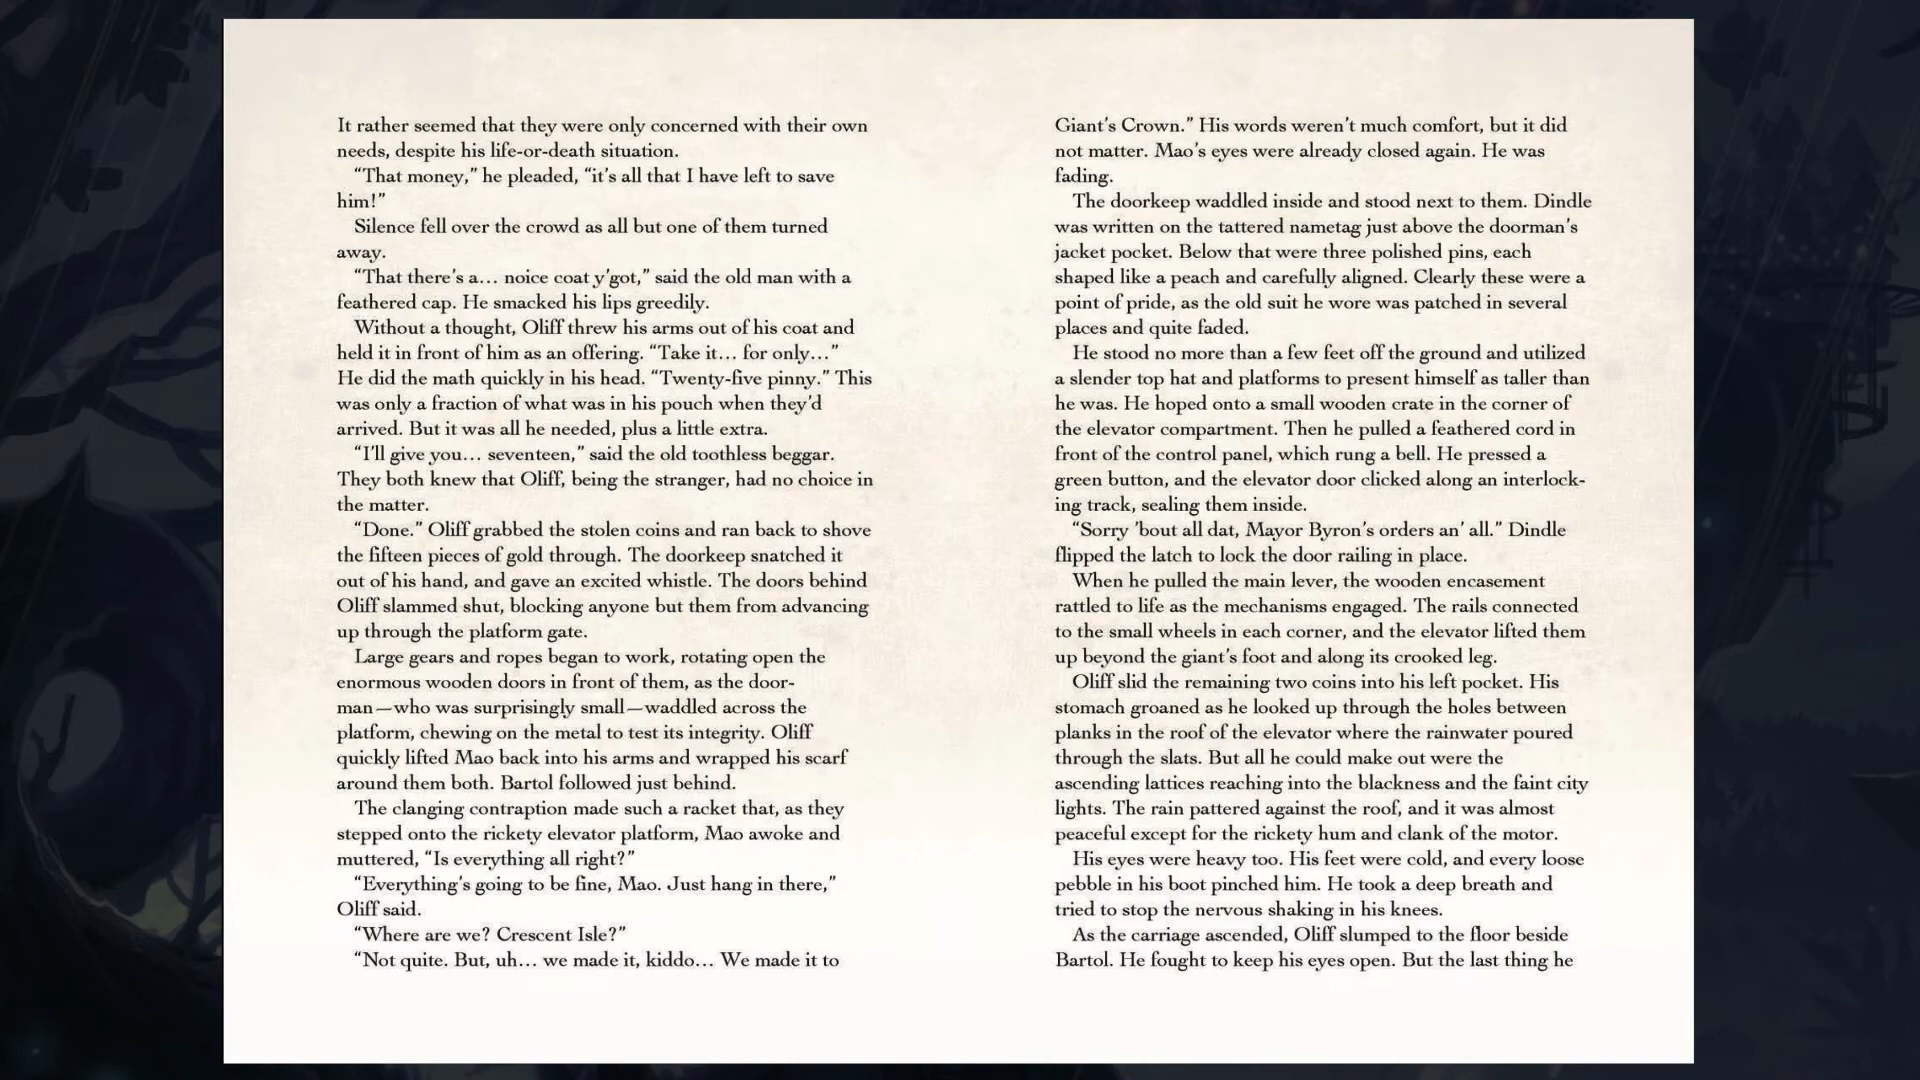 It rather seemed that they were only concerned with their own
needs, despite his life-or-death situation.
“That money,” he pleaded, “it’s all that I have left to save
him!”
Silence fell over the crowd as all but one of them turned
away.
“That there’s a… noice coat y’got,” said the old man with a
feathered cap. He smacked his lips greedily.
Without a thought, Oliff threw his arms out of his coat and
held it in front of him as an offering. “Take it… for only…”
He did the math quickly in his head. “Twenty-five pinny.” This
was only a fraction of what was in his pouch when they’d
arrived. But it was all he needed, plus a little extra.
“I’ll give you… seventeen,” said the old toothless beggar.
They both knew that Oliff, being the stranger, had no choice in
the matter.
“Done.” Oliff grabbed the stolen coins and ran back to shove
the fifteen pieces of gold through. The doorkeep snatched it
out of his hand, and gave an excited whistle. The doors behind
Oliff slammed shut, blocking anyone but them from advancing
up through the platform gate.
Large gears and ropes began to work, rotating open the
enormous wooden doors in front of them, as the door-
man—who was surprisingly small—waddled across the
platform, chewing on the metal to test its integrity. Oliff
quickly lifted Mao back into his arms and wrapped his scarf
around them both. Bartol followed just behind.
The clanging contraption made such a racket that, as they
stepped onto the rickety elevator platform, Mao awoke and
muttered, “Is everything all right?”
“Everything’s going to be fine, Mao. Just hang in there,”
Oliff said.
“Where are we? Crescent Isle?”
“Not quite. But, uh… we made it, kiddo… We made it to
Giant’s Crown.” His words weren’t much comfort, but it did
not matter. Mao’s eyes were already closed again. He was
fading.
The doorkeep waddled inside and stood next to them. Dindle
was written on the tattered nametag just above the doorman’s
jacket pocket. Below that were three polished pins, each
shaped like a peach and carefully aligned. Clearly these were a
point of pride, as the old suit he wore was patched in several
places and quite faded.
He stood no more than a few feet off the ground and utilized
a slender top hat and platforms to present himself as taller than
he was. He hoped onto a small wooden crate in the corner of
the elevator compartment. Then he pulled a feathered cord in
front of the control panel, which rung a bell. He pressed a
green button, and the elevator door clicked along an interlock-
ing track, sealing them inside.
“Sorry ’bout all dat, Mayor Byron’s orders an’ all.” Dindle
flipped the latch to lock the door railing in place.
When he pulled the main lever, the wooden encasement
rattled to life as the mechanisms engaged. The rails connected
to the small wheels in each corner, and the elevator lifted them
up beyond the giant’s foot and along its crooked leg.
Oliff slid the remaining two coins into his left pocket. His
stomach groaned as he looked up through the holes between
planks in the roof of the elevator where the rainwater poured
through the slats. But all he could make out were the
ascending lattices reaching into the blackness and the faint city
lights. The rain pattered against the roof, and it was almost
peaceful except for the rickety hum and clank of the motor.
His eyes were heavy too. His feet were cold, and every loose
pebble in his boot pinched him. He took a deep breath and
tried to stop the nervous shaking in his knees.
As the carriage ascended, Oliff slumped to the floor beside
Bartol. He fought to keep his eyes open. But the last thing he